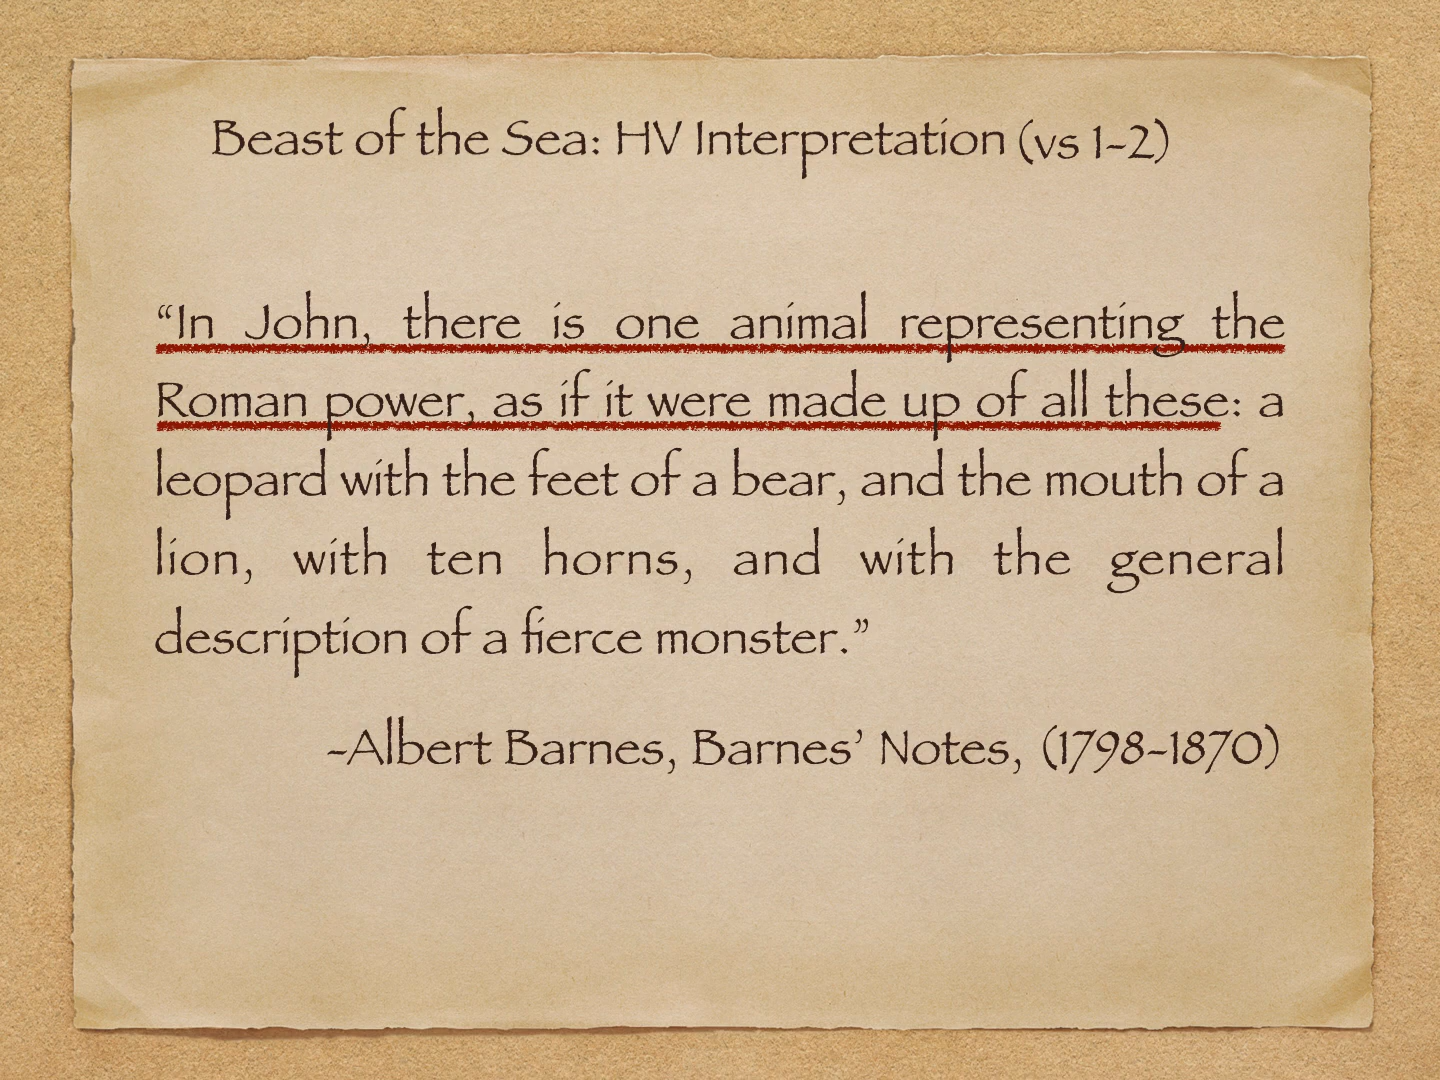 Beast of the Sea: HV Interpretation (vs 1-2)
“In John, there is one animal representing the
Roman power, as if it were made up of all these: a
leopard with the feet of a bear, and the mouth of a
lion, with ten horns, and with the general
description of a fierce monster.”
-Albert Barnes, Barnes’ Notes, (1798-1870)